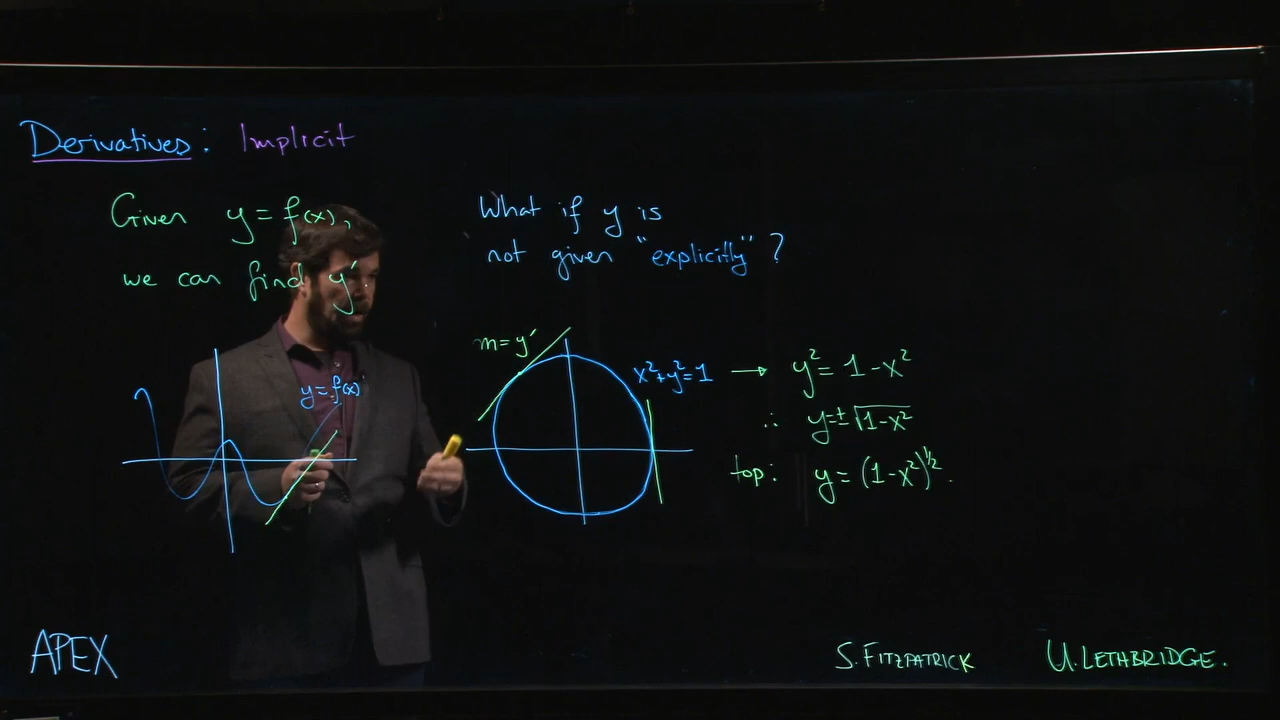 Derivatives: Implicit
Given y = f(x),
we can find y'.
y = f(x)
What if y is
not given "explicitly" ?
m = y'
x² + y² = 1 → y² = 1 - x²
∴ y = ± √(1 - x²)
top: y = (1 - x²)^½.
APEX
S. FITZPATRICK
U. LETHBRIDGE.